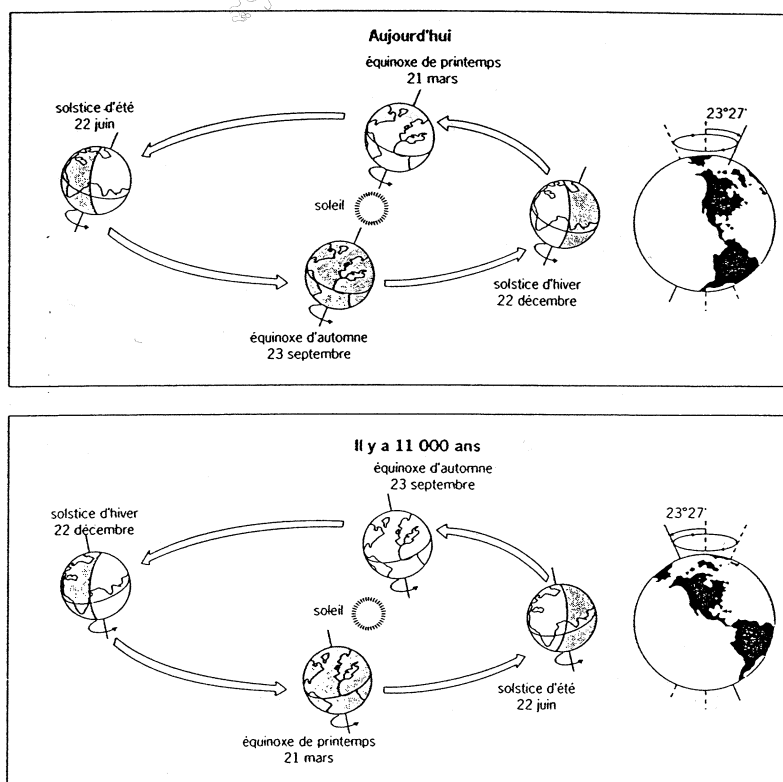 Aujourd'hui
équinoxe de printemps
21 mars
solstice d'été
22 juin
23°27'
soleil
solstice d'hiver
22 décembre
équinoxe d'automne
23 septembre
Il y a 11 000 ans
équinoxe d'automne
23 septembre
solstice d'hiver
22 décembre
23°27'
soleil
solstice d'été
22 juin
équinoxe de printemps
21 mars